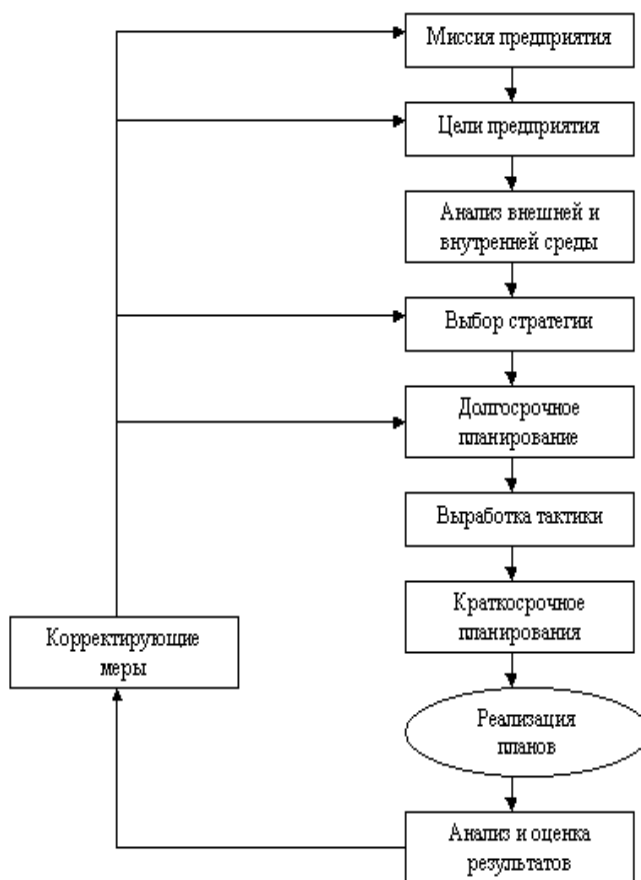 Миссия предприятия
Цели предприятия
Анализ внешней и
внутренней среды
Выбор стратегии
Долгосрочное
планирование
Выработка тактики
Краткосрочное
планирования
Корректирующие
меры
Реализация
планов
Анализ и оценка
результатов